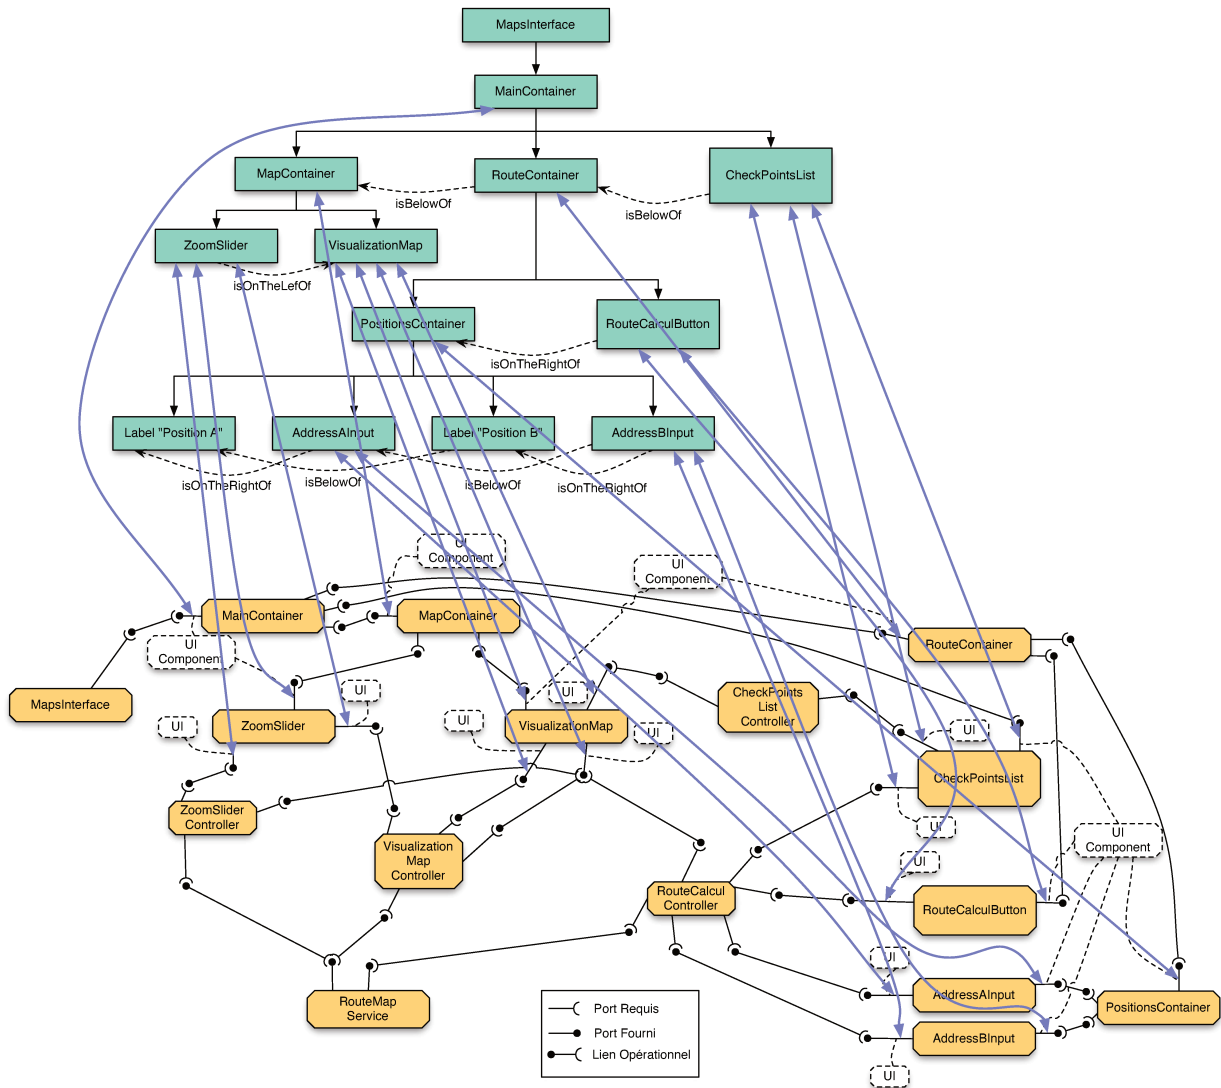 MapsInterface
MainContainer
MapContainer
RouteContainer
CheckPointsList
isBelowOf
isBelowOf
ZoomSlider
VisualizationMap
isOnTheLefOf
PositionsContainer
RouteCalculButton
isOnTheRightOf
Label "Position A"
AddressAInput
Label "Position B"
AddressBInput
isOnTheRightOf
isBelowOf
isBelowOf
isOnTheRightOf
UI
Component
UI
Component
MainContainer
MapContainer
RouteContainer
UI
Component
MapsInterface
UI
UI
CheckPoints
List
Controller
ZoomSlider
UI
UI
VisualizationMap
UI
UI
CheckPointsList
ZoomSlider
Controller
Visualization
Map
Controller
UI
UI
Component
UI
RouteCalcul
Controller
RouteCalculButton
UI
AddressAInput
RouteMap
Service
PositionsContainer
AddressBInput
UI
Port Requis
Port Fourni
Lien Opérationnel